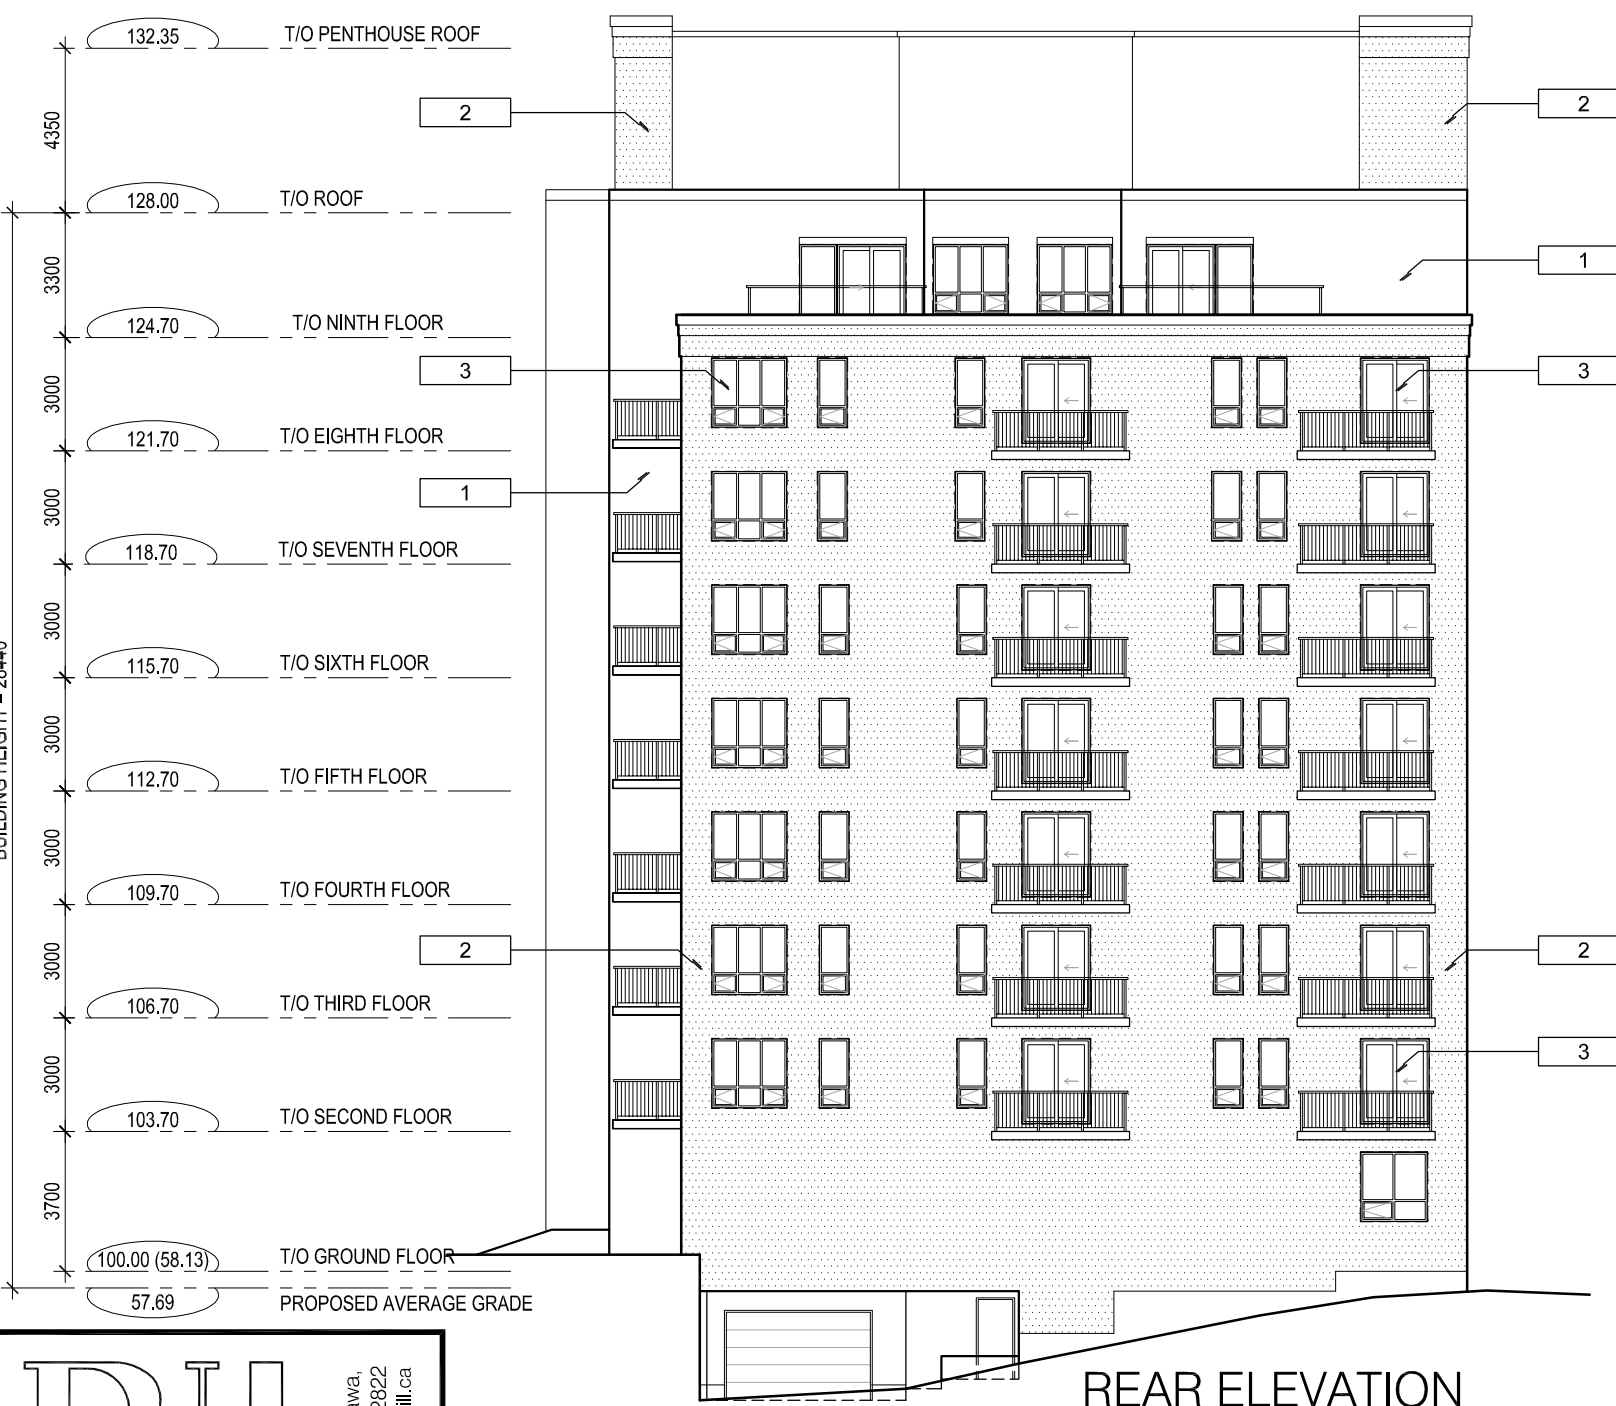 132.35 T/O PENTHOUSE ROOF
4350
2
2
128.00 T/O ROOF
3300
1
124.70 T/O NINTH FLOOR
3000
3
3
121.70 T/O EIGHTH FLOOR
3000
1
118.70 T/O SEVENTH FLOOR
3000
115.70 T/O SIXTH FLOOR
3000
112.70 T/O FIFTH FLOOR
3000
109.70 T/O FOURTH FLOOR
3000
2
2
106.70 T/O THIRD FLOOR
3000
3
103.70 T/O SECOND FLOOR
3700
100.00 (58.13) T/O GROUND FLOOR
57.69 PROPOSED AVERAGE GRADE
REAR ELEVATION